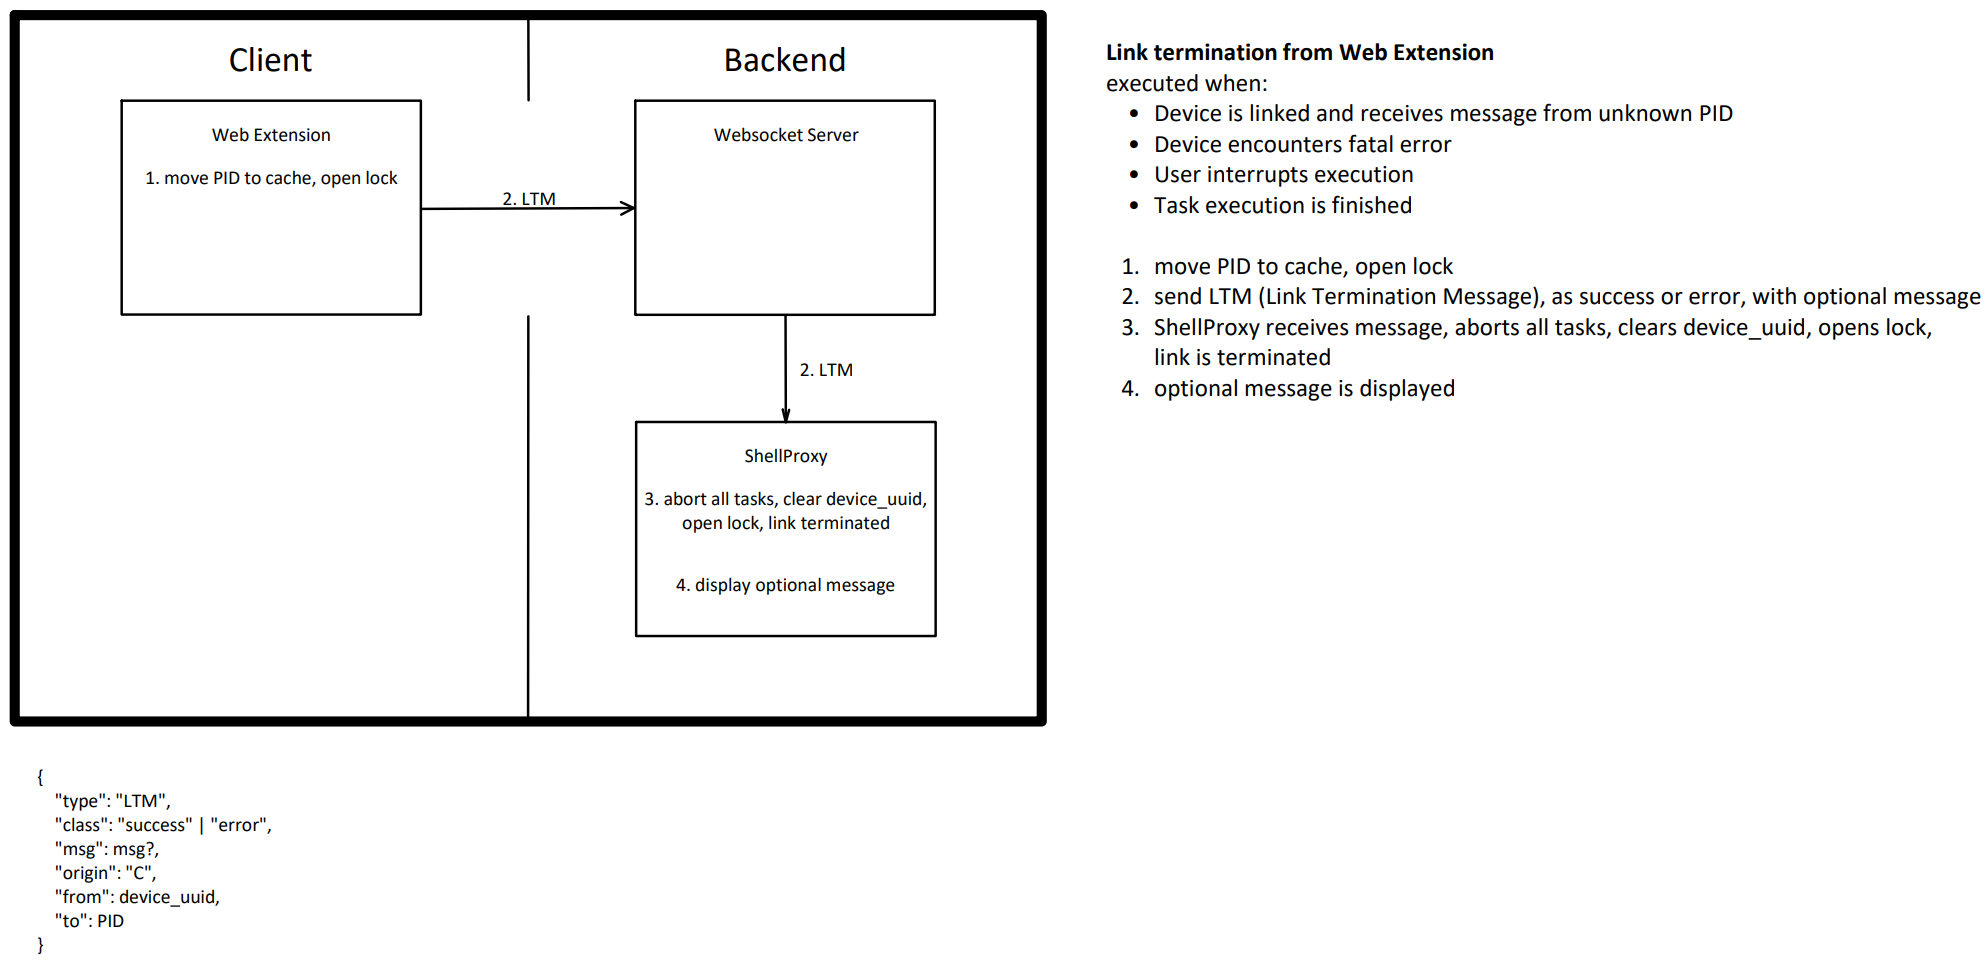 Client
Backend
Web Extension
1. move PID to cache, open lock
2. LTM
Websocket Server
2. LTM
ShellProxy
3. abort all tasks, clear device_uuid,
open lock, link terminated
4. display optional message
Link termination from Web Extension
executed when:
• Device is linked and receives message from unknown PID
• Device encounters fatal error
• User interrupts execution
• Task execution is finished
1. move PID to cache, open lock
2. send LTM (Link Termination Message), as success or error, with optional message
3. ShellProxy receives message, aborts all tasks, clears device_uuid, opens lock,
link is terminated
4. optional message is displayed
{
"type": "LTM",
"class": "success" | "error",
"msg": msg?,
"origin": "C",
"from": device_uuid,
"to": PID
}